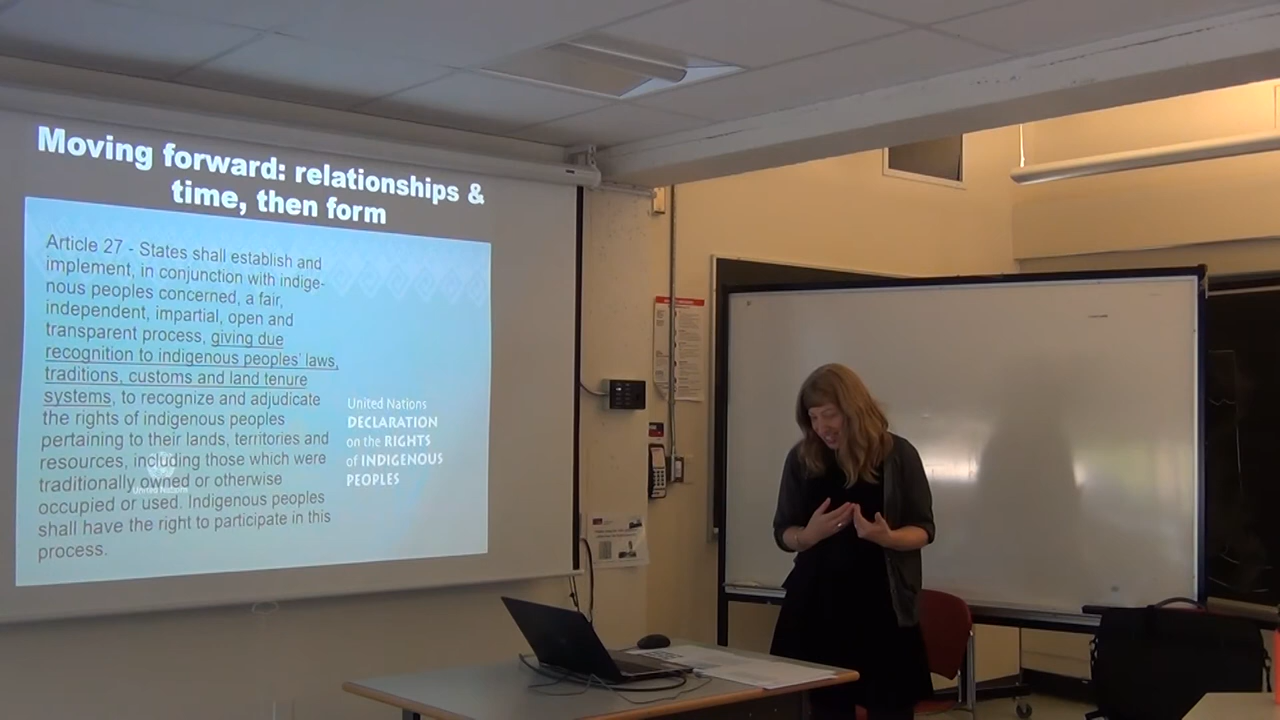 Moving forward: relationships &
time, then form
Article 27 - States shall establish and
implement, in conjunction with indige-
nous peoples concerned, a fair,
independent, impartial, open and
transparent process, giving due
recognition to indigenous peoples' laws,
traditions, customs and land tenure
systems, to recognize and adjudicate
the rights of indigenous peoples
pertaining to their lands, territories and
resources, including those which were
traditionally owned or otherwise
occupied or used. Indigenous peoples
shall have the right to participate in this
process.
United Nations
United Nations
DECLARATION
on the RIGHTS
of INDIGENOUS
PEOPLES